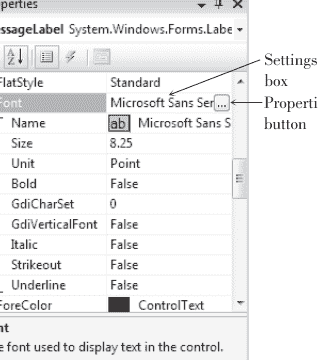 operties
ssageLabel System.Windows.Forms.Labe
FlatStyle Standard
Font Microsoft Sans Ser ...
Name ab Microsoft Sans S
Size 8.25
Unit Point
Bold False
GdiCharSet 0
GdiVerticalFont False
Italic False
Strikeout False
Underline False
ForeColor ControlText
nt
e font used to display text in the control.
Settings
box
Properti
button